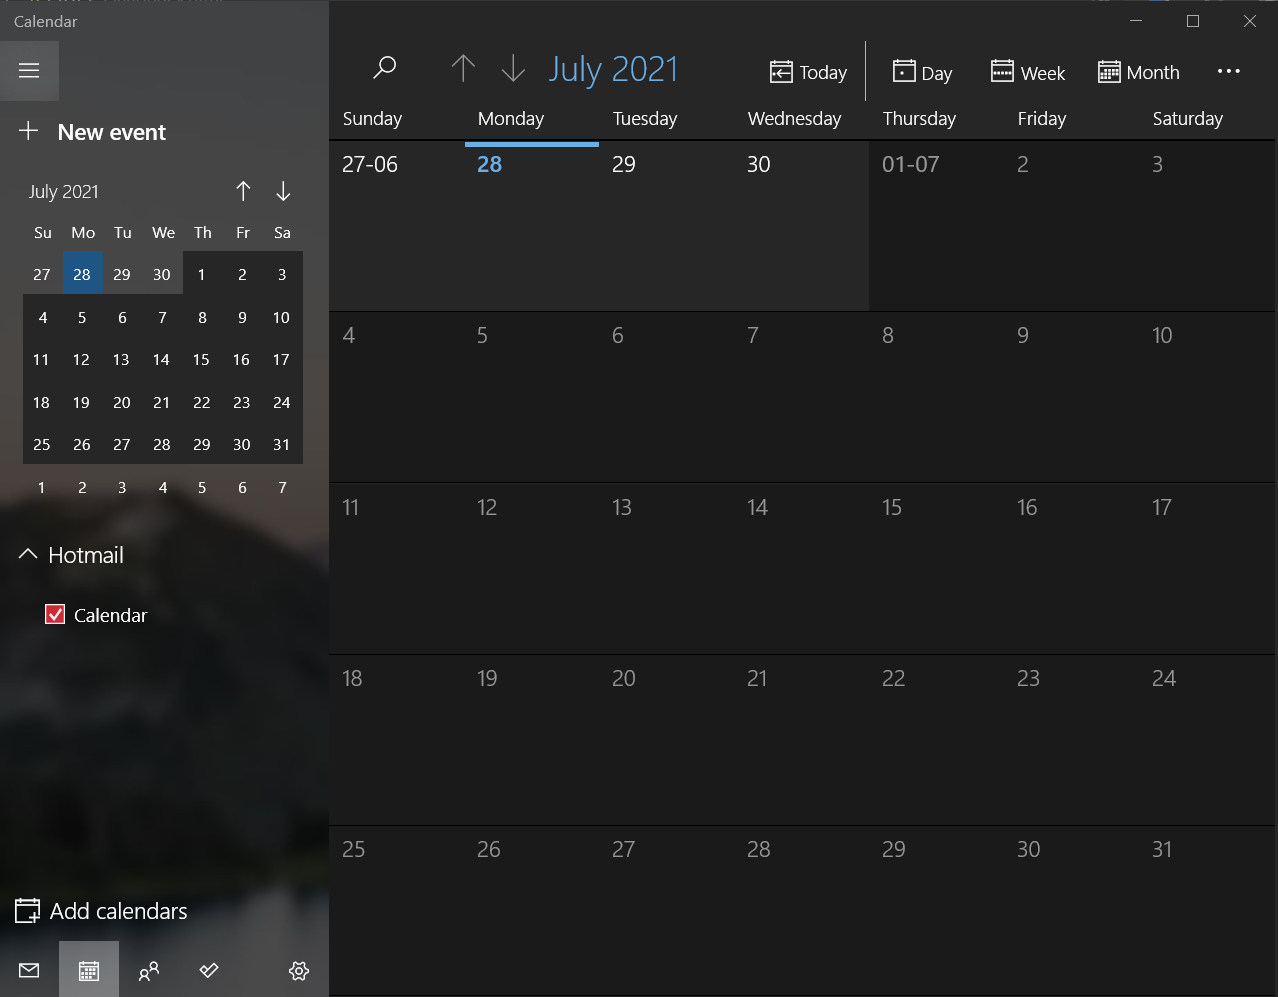 Calendar
New event
July 2021
Su Mo Tu We Th Fr Sa
27 28 29 30 1 2 3
4 5 6 7 8 9 10
11 12 13 14 15 16 17
18 19 20 21 22 23 24
25 26 27 28 29 30 31
1 2 3 4 5 6 7
Hotmail
Calendar
Add calendars
July 2021 Today Day Week Month
Sunday Monday Tuesday Wednesday Thursday Friday Saturday
27-06 28 29 30 01-07 2 3
4 5 6 7 8 9 10
11 12 13 14 15 16 17
18 19 20 21 22 23 24
25 26 27 28 29 30 31